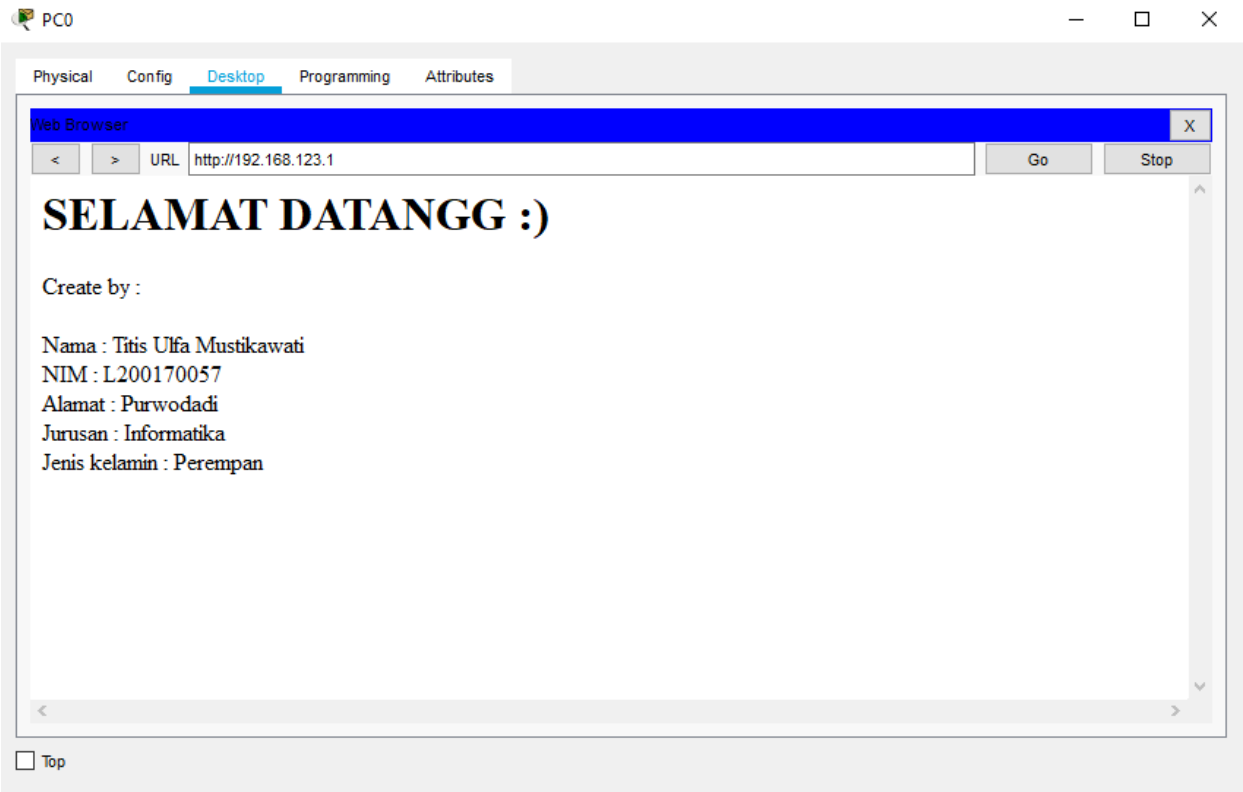 PC0
Physical Config Desktop Programming Attributes
Web Browser X
< > URL http://192.168.123.1 Go Stop
SELAMAT DATANGG :)
Create by :
Nama : Titis Ulfa Mustikawati
NIM : L200170057
Alamat : Purwodadi
Jurusan : Informatika
Jenis kelamin : Perempan
Top